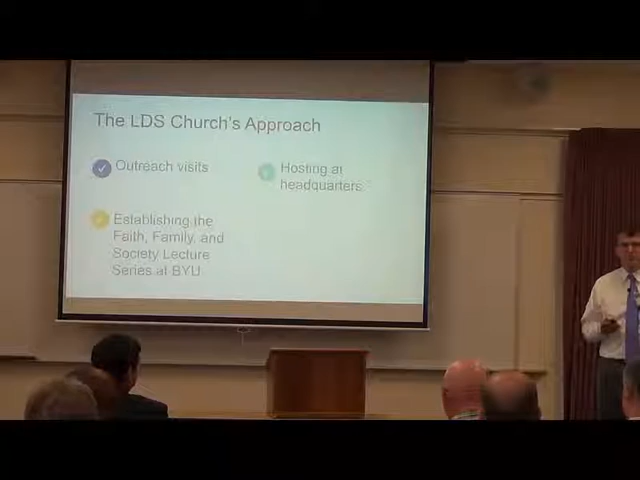 The LDS Church's Approach
Outreach visits
Hosting at
headquarters
Establishing the
Faith, Family, and
Society Lecture
Series at BYU